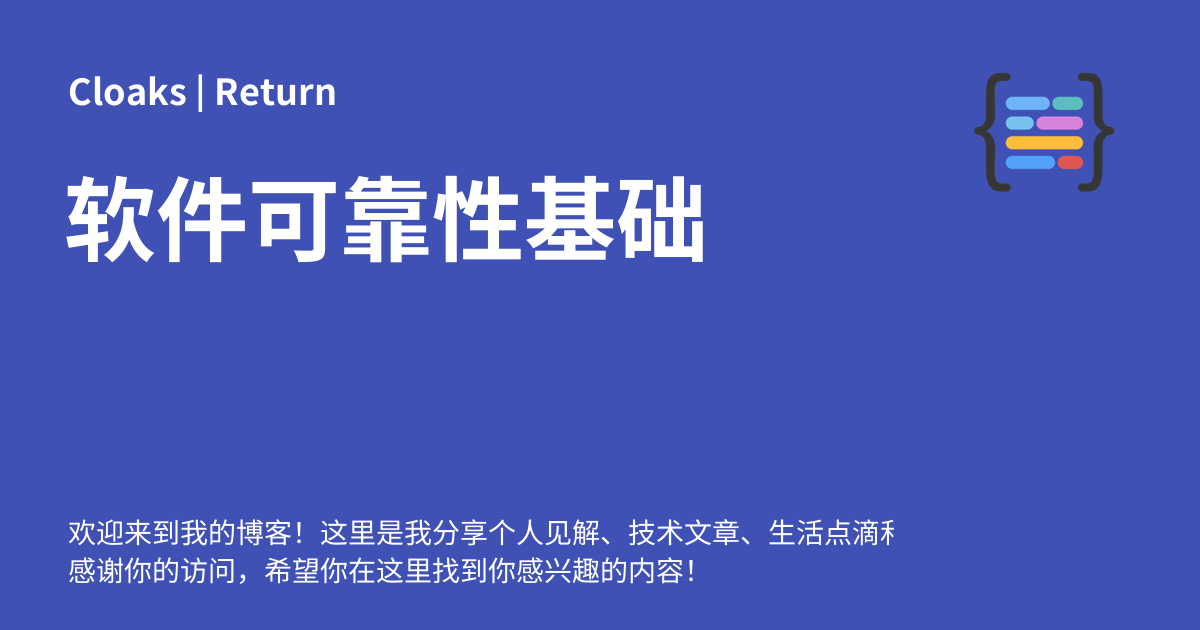 Cloaks | Return
软件可靠性基础
欢迎来到我的博客！这里是我分享个人见解、技术文章、生活点滴
感谢你的访问，希望你在这里找到你感兴趣的内容！